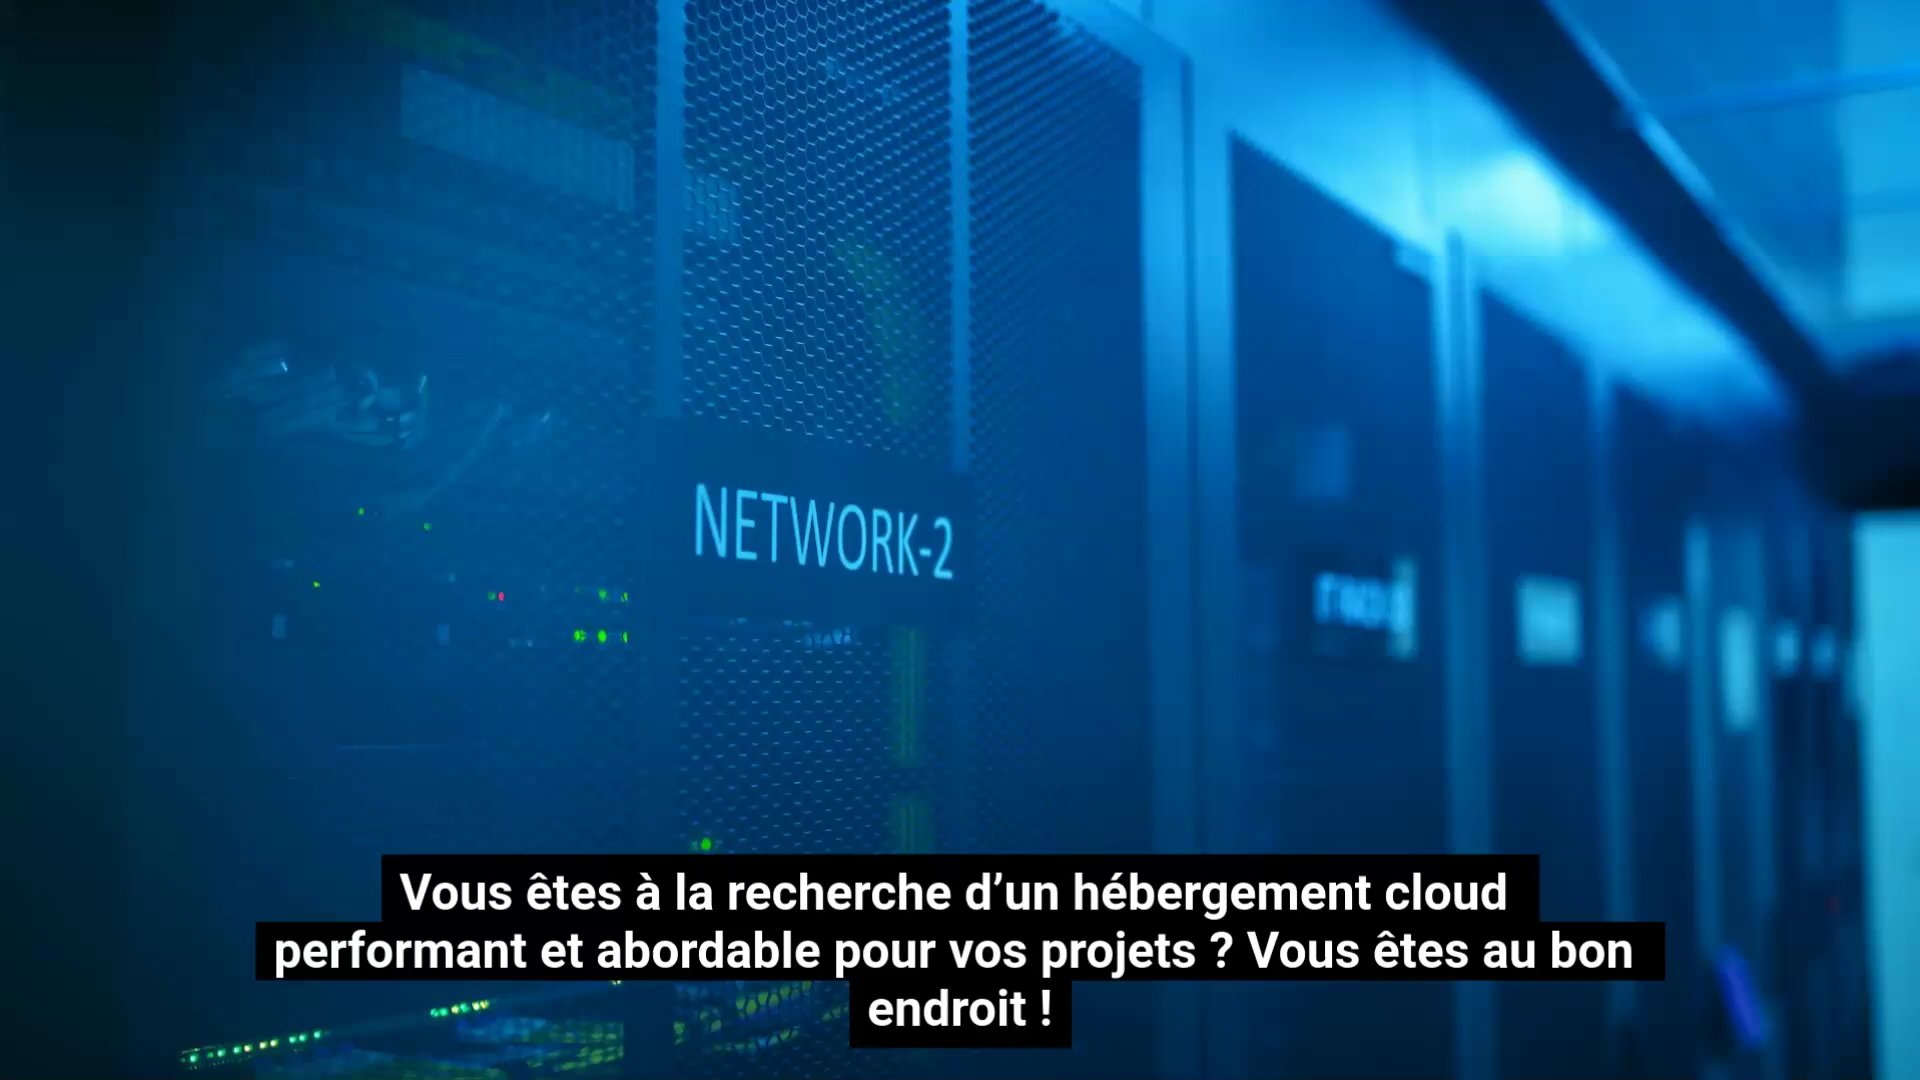 NETWORK-2
Vous êtes à la recherche d’un hébergement cloud
performant et abordable pour vos projets ? Vous êtes au bon
endroit !